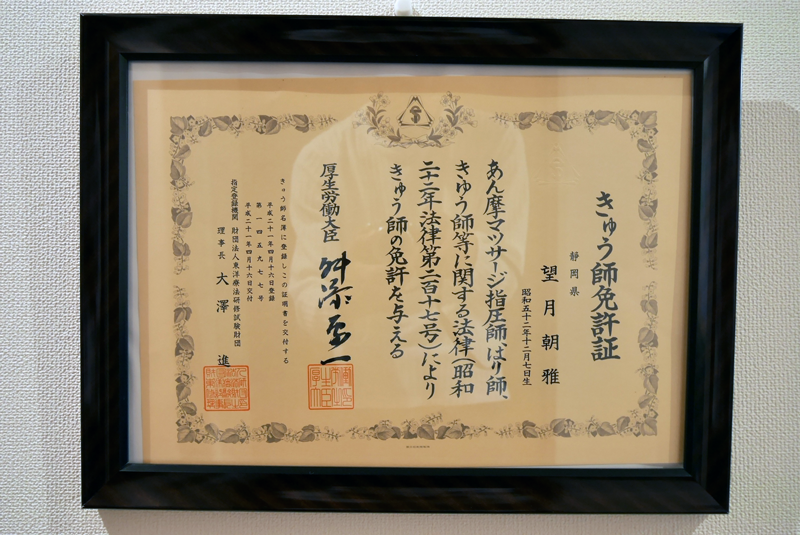 きゅう師免許証
静岡県
望月朝雅
昭和五十二年十二月七日生
あん摩マツサージ指圧師、はり師、
きゆう師等に関する法律(昭和
二十二年法律第二百十七号)により
きゅう師の免許を与える
厚生労働大臣 舛添要一
きゅう師名簿に登録しこの証明書を交付する
平成二十一年四月十六日登録
第一四五九七七号
平成二十一年四月十六日交付
指定登録機関 財団法人東洋療法研修試験財団
理事長 大澤進